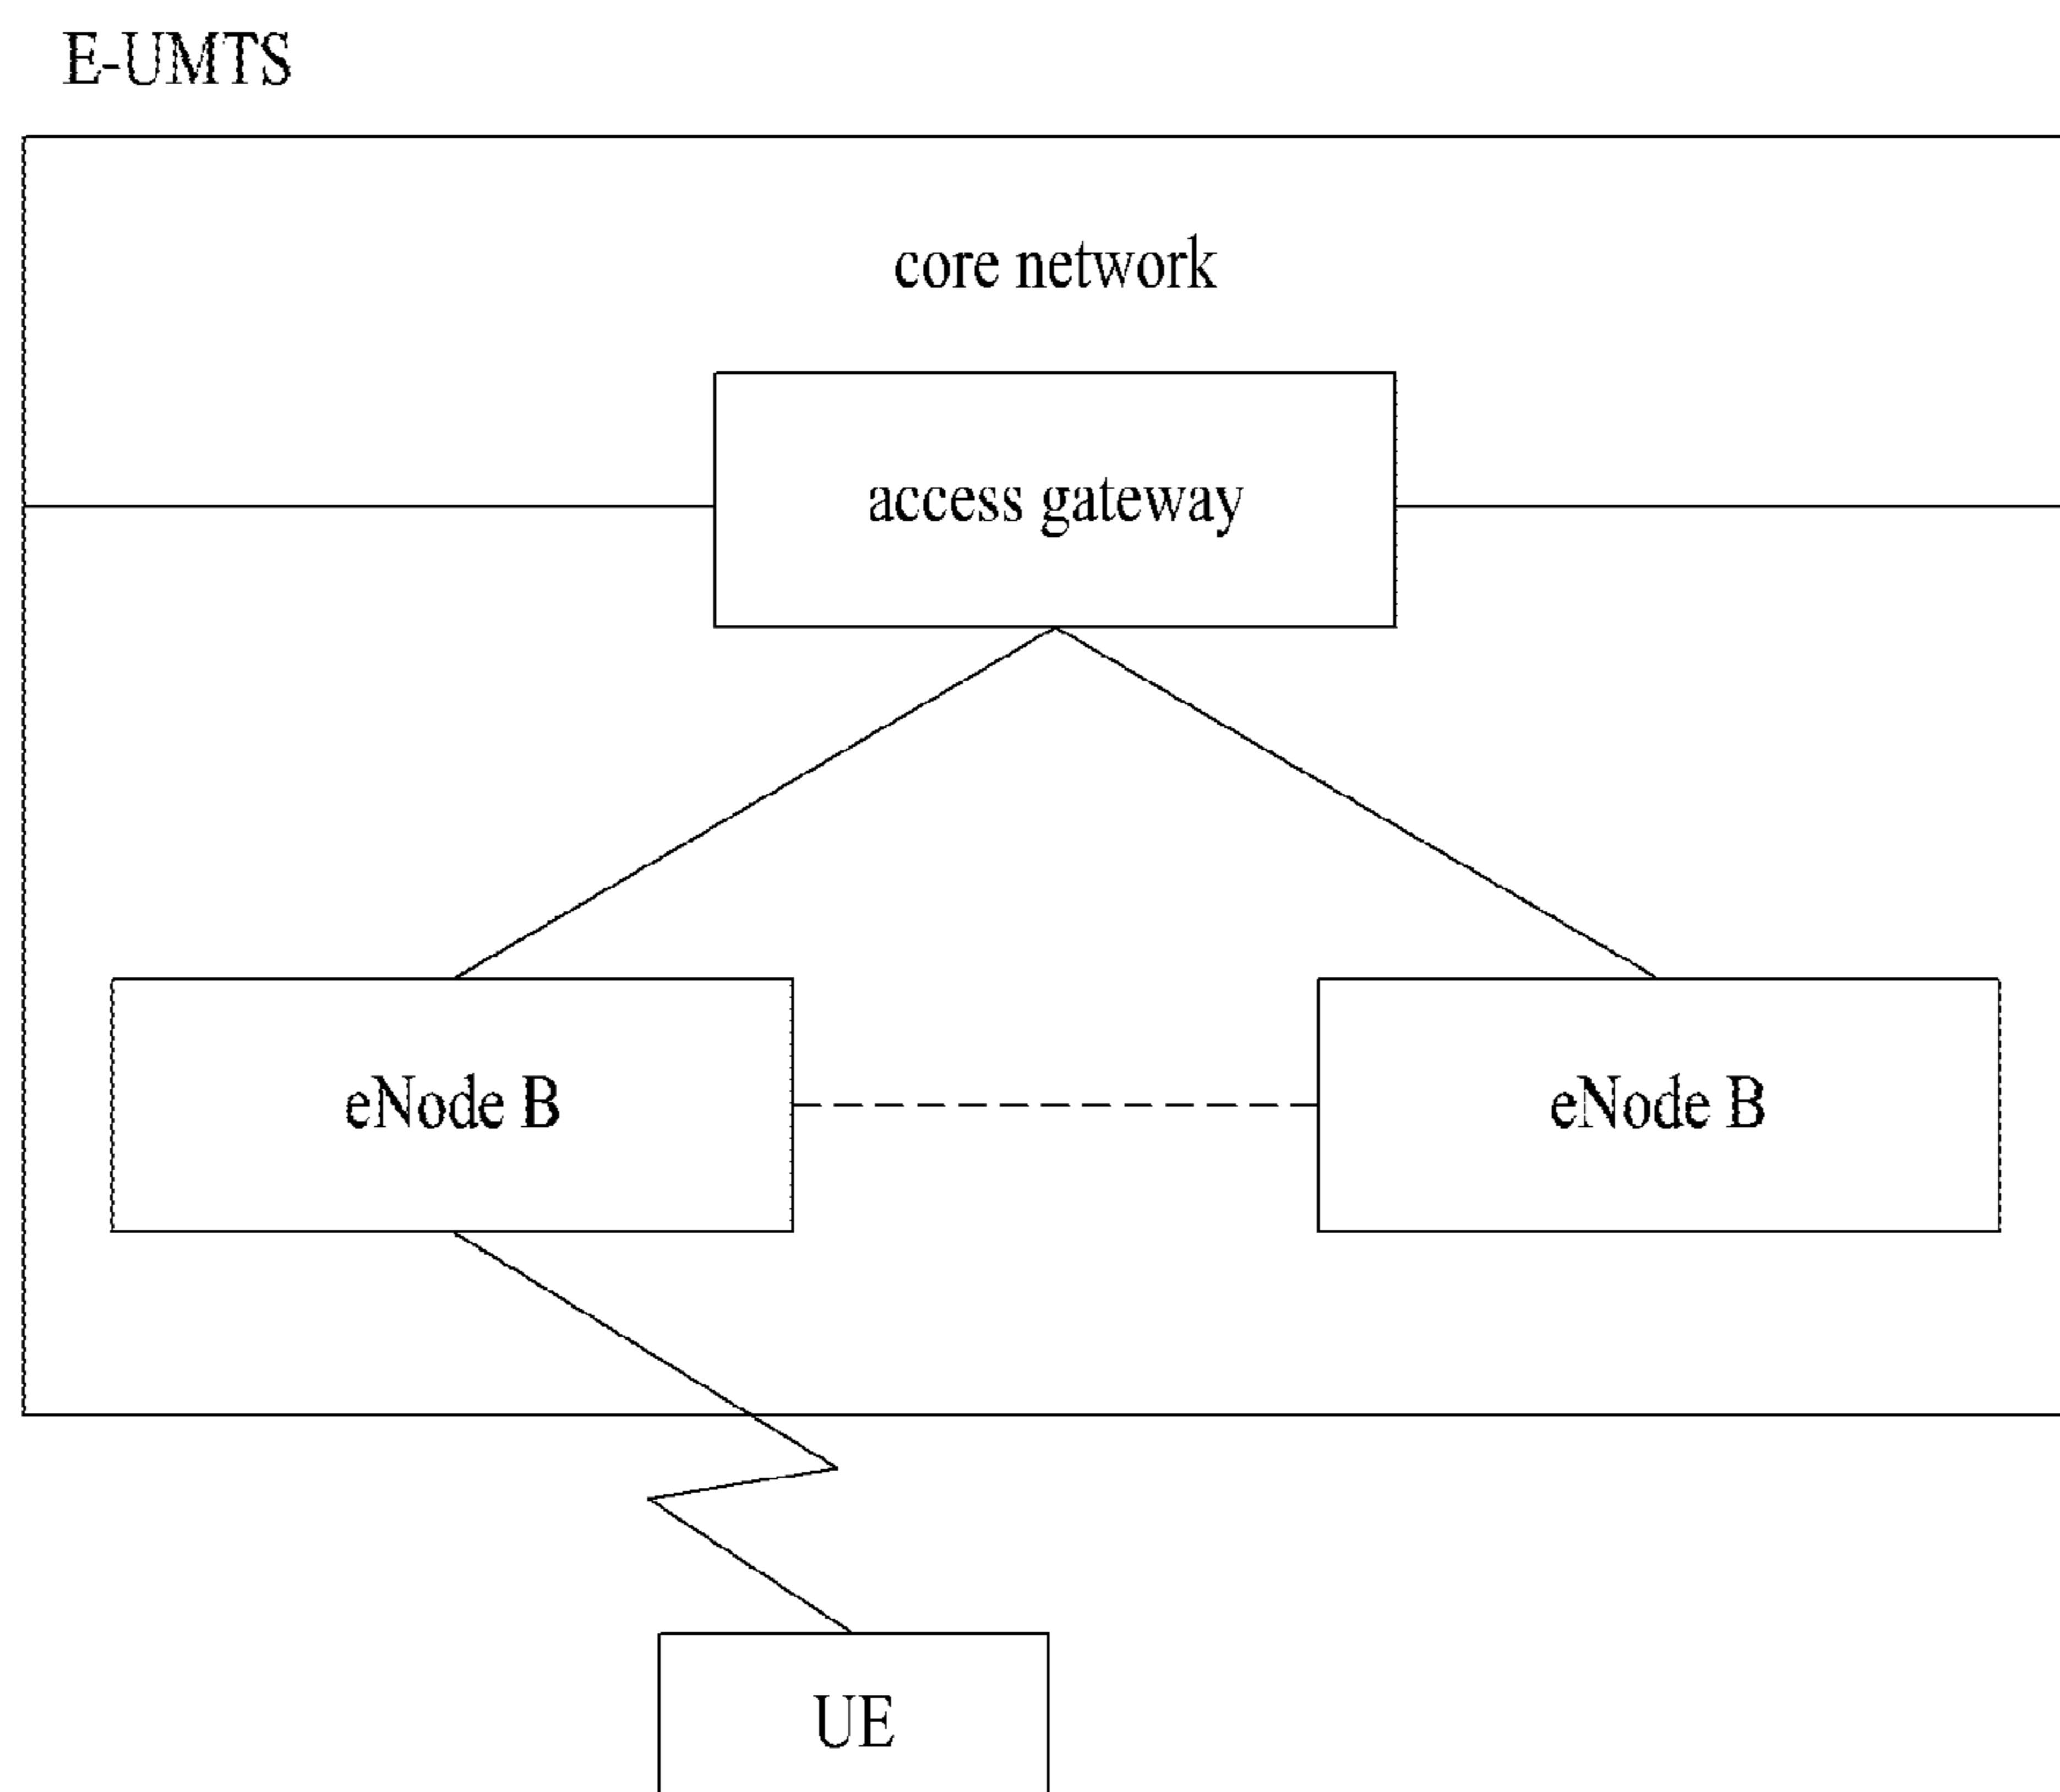 E-UMTS
core network
access gateway
eNode B
eNode B
UE